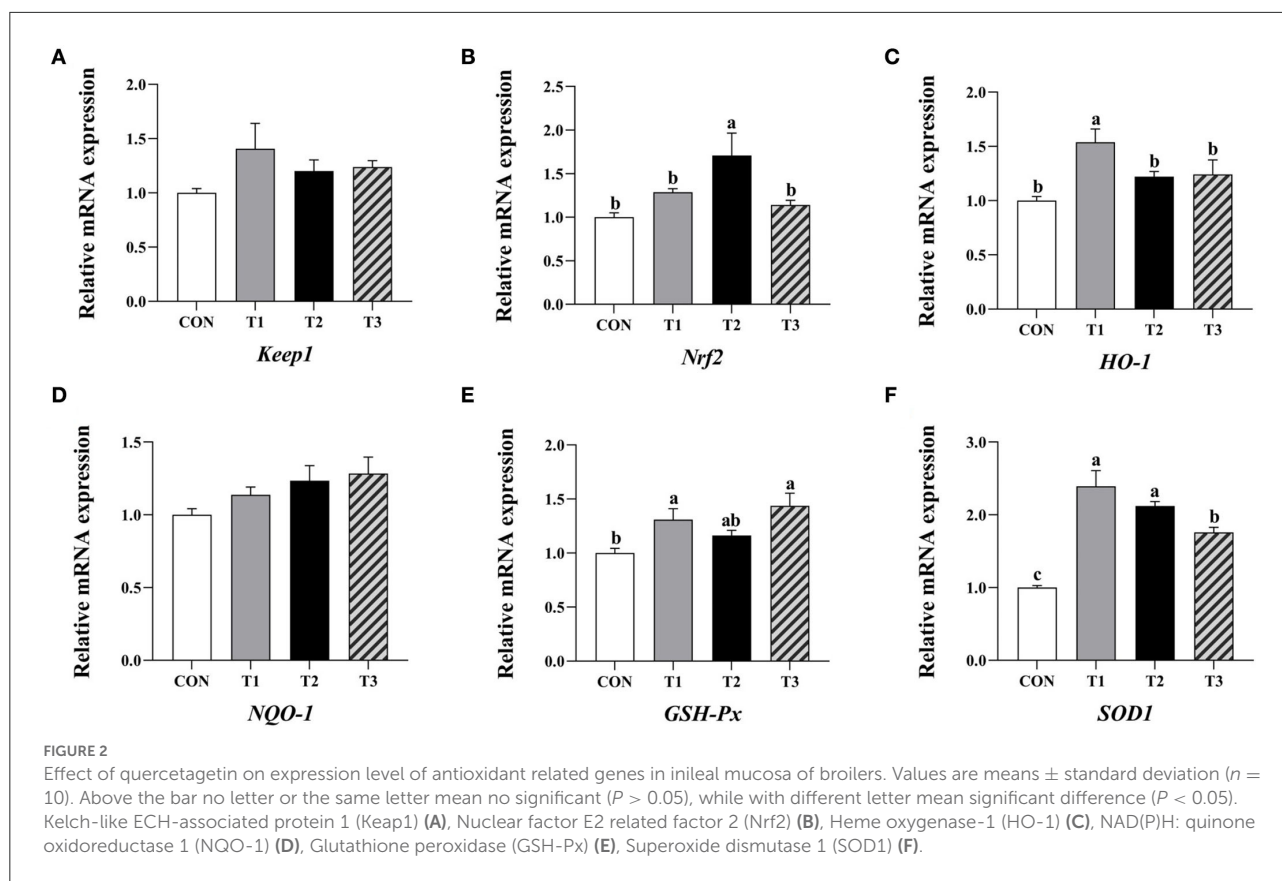 A
Relative mRNA expression
2.0
1.5
1.0
0.5
0.0
CON T1 T2 T3
Keep1
B
Relative mRNA expression
2.5
2.0
1.5
1.0
0.5
0.0
b b a b
CON T1 T2 T3
Nrf2
C
Relative mRNA expression
2.0
1.5
1.0
0.5
0.0
b a b b
CON T1 T2 T3
HO-1
D
Relative mRNA expression
1.5
1.0
0.5
0.0
CON T1 T2 T3
NQO-1
E
Relative mRNA expression
2.0
1.5
1.0
0.5
0.0
b a ab a
CON T1 T2 T3
GSH-Px
F
Relative mRNA expression
3.0
2.0
1.0
0.0
c a a b
CON T1 T2 T3
SOD1
FIGURE 2
Effect of quercetagetin on expression level of antioxidant related genes in inileal mucosa of broilers. Values are means ± standard deviation (n =
10). Above the bar no letter or the same letter mean no significant (P > 0.05), while with different letter mean significant difference (P < 0.05).
Kelch-like ECH-associated protein 1 (Keap1) (A), Nuclear factor E2 related factor 2 (Nrf2) (B), Heme oxygenase-1 (HO-1) (C), NAD(P)H: quinone
oxidoreductase 1 (NQO-1) (D), Glutathione peroxidase (GSH-Px) (E), Superoxide dismutase 1 (SOD1) (F).